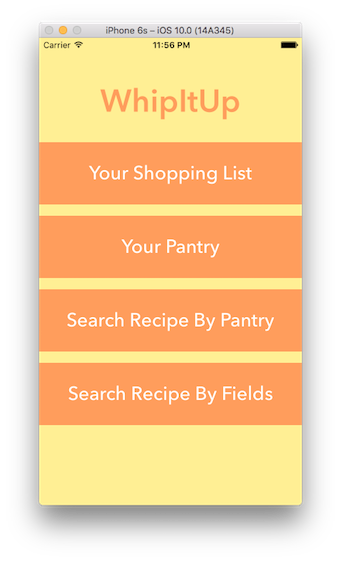 iPhone 6s – iOS 10.0 (14A345)
Carrier 11:56 PM
WhipItUp
Your Shopping List
Your Pantry
Search Recipe By Pantry
Search Recipe By Fields